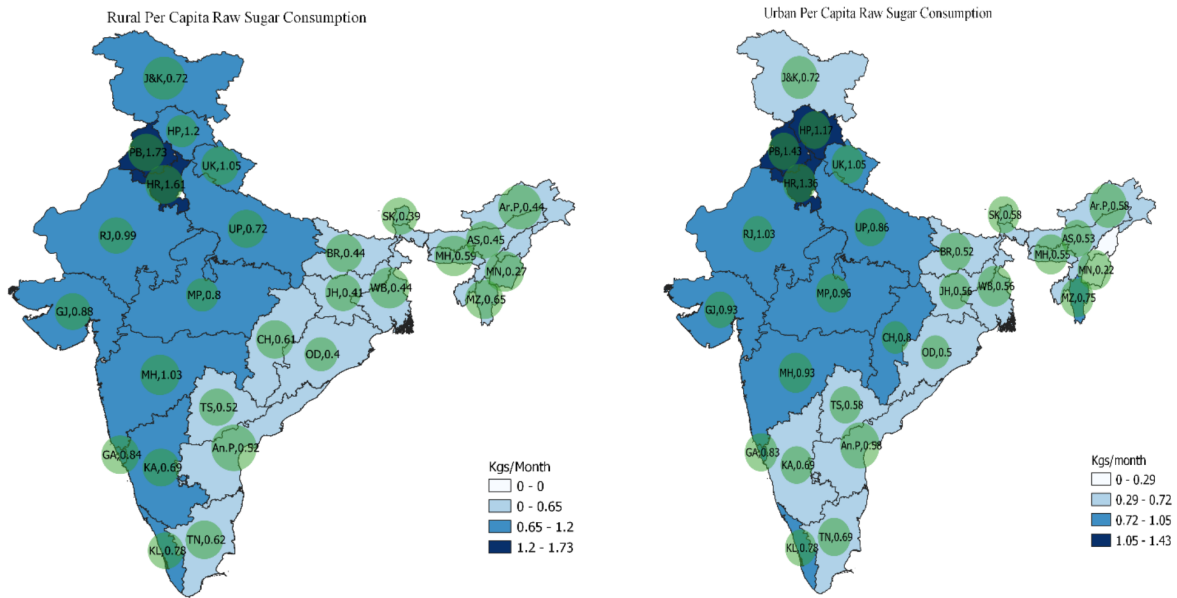 Rural Per Capita Raw Sugar Consumption
J&K,0.72
HP,1.2
PB,1.73
UK,1.05
HR,1.61
Ar.P,0.44
SK,0.39
RJ,0.99
UP,0.72
AS,0.45
BR,0.44
MH,0.59
MN,0.27
MP,0.8
JH,0.41
WB,0.44
MZ,0.65
GJ,0.88
CH,0.61
OD,0.4
MH,1.03
TS,0.52
An.P,0.52
GA,0.84
KA,0.69
KL,0.78
TN,0.62
Kgs/Month
0 - 0
0 - 0.65
0.65 - 1.2
1.2 - 1.73
Urban Per Capita Raw Sugar Consumption
J&K,0.72
HP,1.17
PB,1.43
UK,1.05
HR,1.36
Ar.P,0.58
SK,0.58
RJ,1.03
UP,0.86
AS,0.53
BR,0.52
MH,0.55
MN,0.22
MP,0.96
JH,0.56
WB,0.56
MZ,0.75
GJ,0.93
CH,0.8
OD,0.5
MH,0.93
TS,0.58
An.P,0.58
GA,0.83
KA,0.69
KL,0.78
TN,0.69
Kgs/month
0 - 0.29
0.29 - 0.72
0.72 - 1.05
1.05 - 1.43